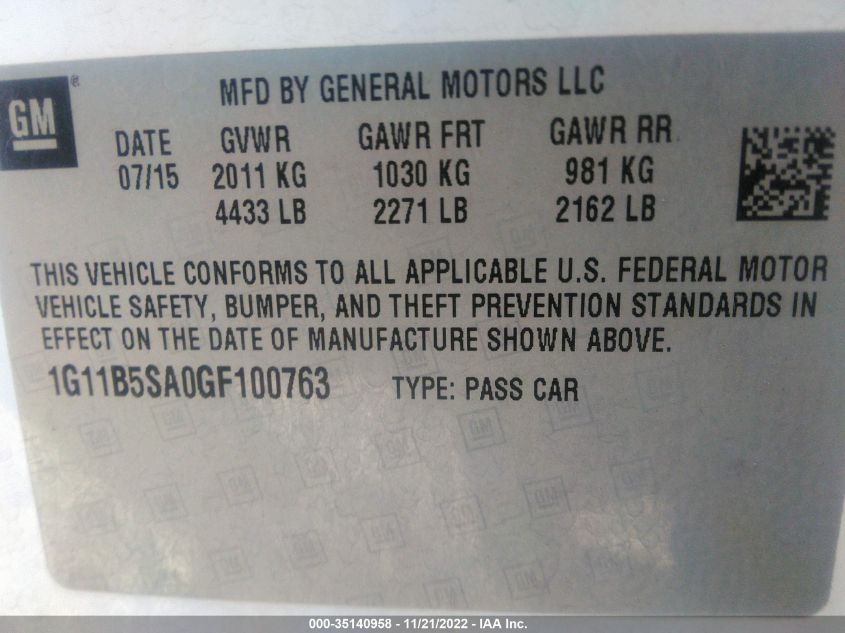 GM®
MFD BY GENERAL MOTORS LLC
DATE GVWR GAWR FRT GAWR RR
07/15 2011 KG 1030 KG 981 KG
4433 LB 2271 LB 2162 LB
THIS VEHICLE CONFORMS TO ALL APPLICABLE U.S. FEDERAL MOTOR
VEHICLE SAFETY, BUMPER, AND THEFT PREVENTION STANDARDS IN
EFFECT ON THE DATE OF MANUFACTURE SHOWN ABOVE.
1G11B5SA0GF100763 TYPE: PASS CAR
000-35140958 - 11/21/2022 - IAA Inc.